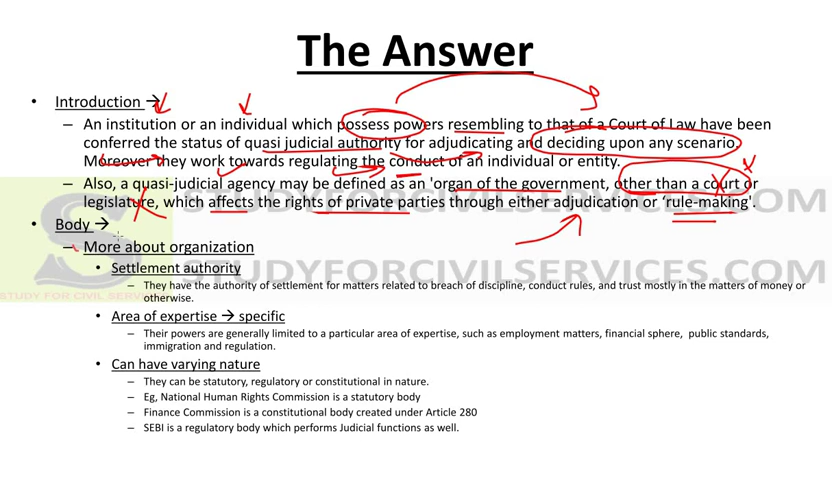 The Answer
• Introduction →
– An institution or an individual which possess powers resembling to that of a Court of Law have been
conferred the status of quasi judicial authority for adjudicating and deciding upon any scenario.
Moreover they work towards regulating the conduct of an individual or entity.
– Also, a quasi-judicial agency may be defined as an 'organ of the government, other than a court or
legislature, which affects the rights of private parties through either adjudication or ‘rule-making'.
STUDYFORCIVILSERVICES.COM
• Body →
– More about organization
• Settlement authority
STUDYFORCIVILSERVICES.COM
– They have the authority of settlement for matters related to breach of discipline, conduct rules, and trust mostly in the matters of money or
otherwise.
STUDY FOR CIVIL SERVICES
• Area of expertise → specific
– Their powers are generally limited to a particular area of expertise, such as employment matters, financial sphere, public standards,
immigration and regulation.
• Can have varying nature
– They can be statutory, regulatory or constitutional in nature.
– Eg, National Human Rights Commission is a statutory body
– Finance Commission is a constitutional body created under Article 280
– SEBI is a regulatory body which performs Judicial functions as well.